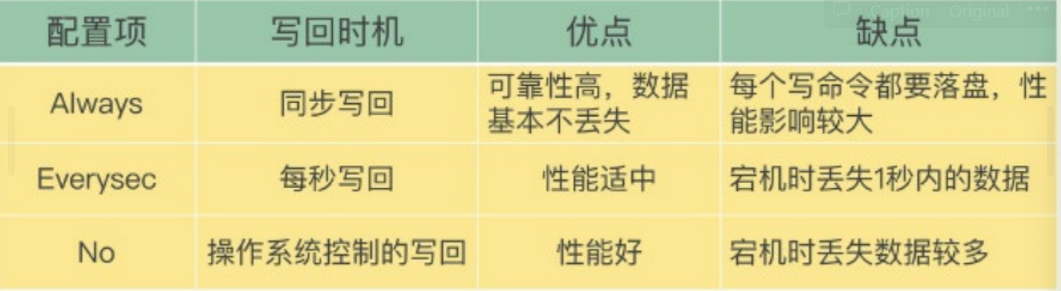 Caption Original
配置项 写回时机 优点 缺点
Always 同步写回 可靠性高，数据基本不丢失 每个写命令都要落盘，性能影响较大
Everysec 每秒写回 性能适中 宕机时丢失1秒内的数据
No 操作系统控制的写回 性能好 宕机时丢失数据较多